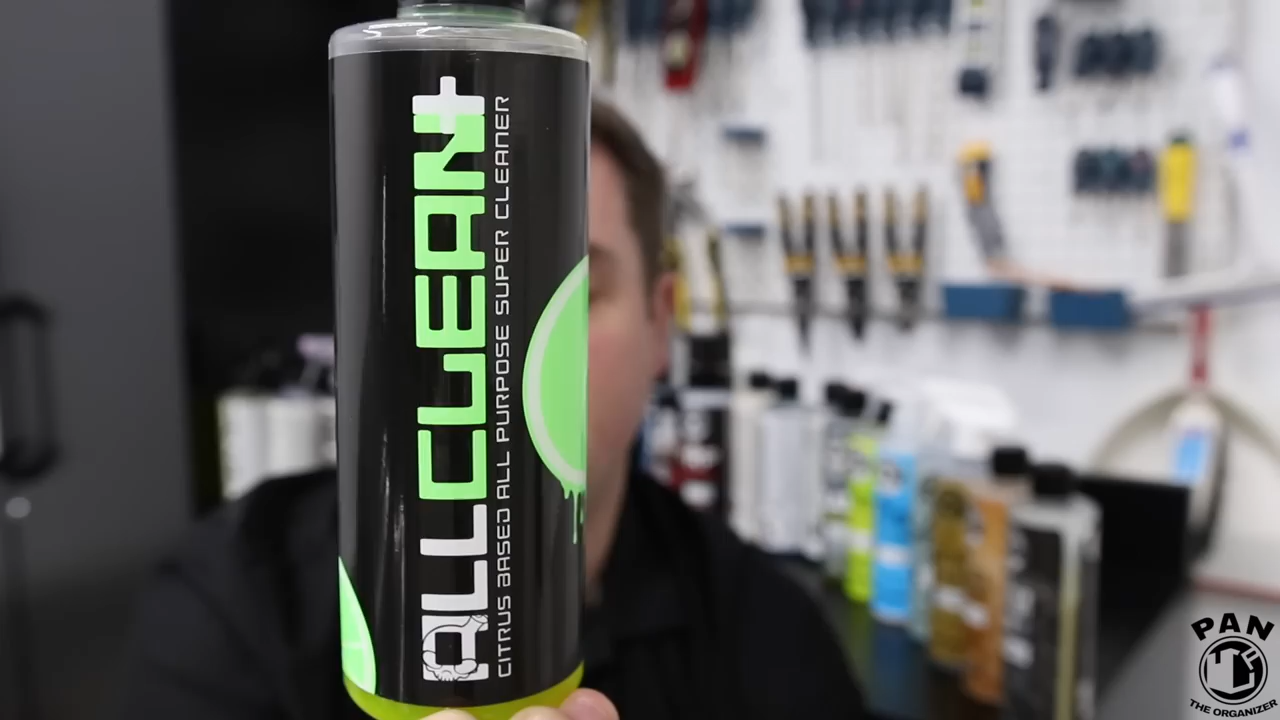 ALLCLEAN+
CITRUS BASED ALL PURPOSE SUPER CLEANER
PAN
THE ORGANIZER